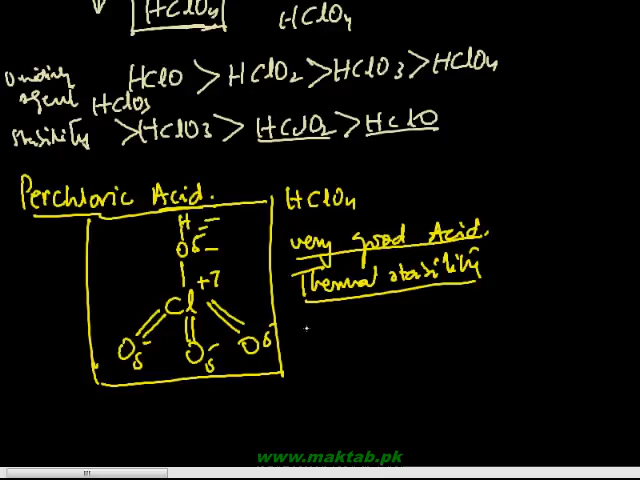 HClO4
HClO4
Oxidizing agent HClO > HClO2 > HClO3 > HClO4
HClO3
Stability > HClO3 > HClO2 > HClO
Perchloric Acid. HClO4
H
O δ-
Cl +7
O δ- O δ- O δ-
very good Acid.
Thermal stability
www.maktab.pk